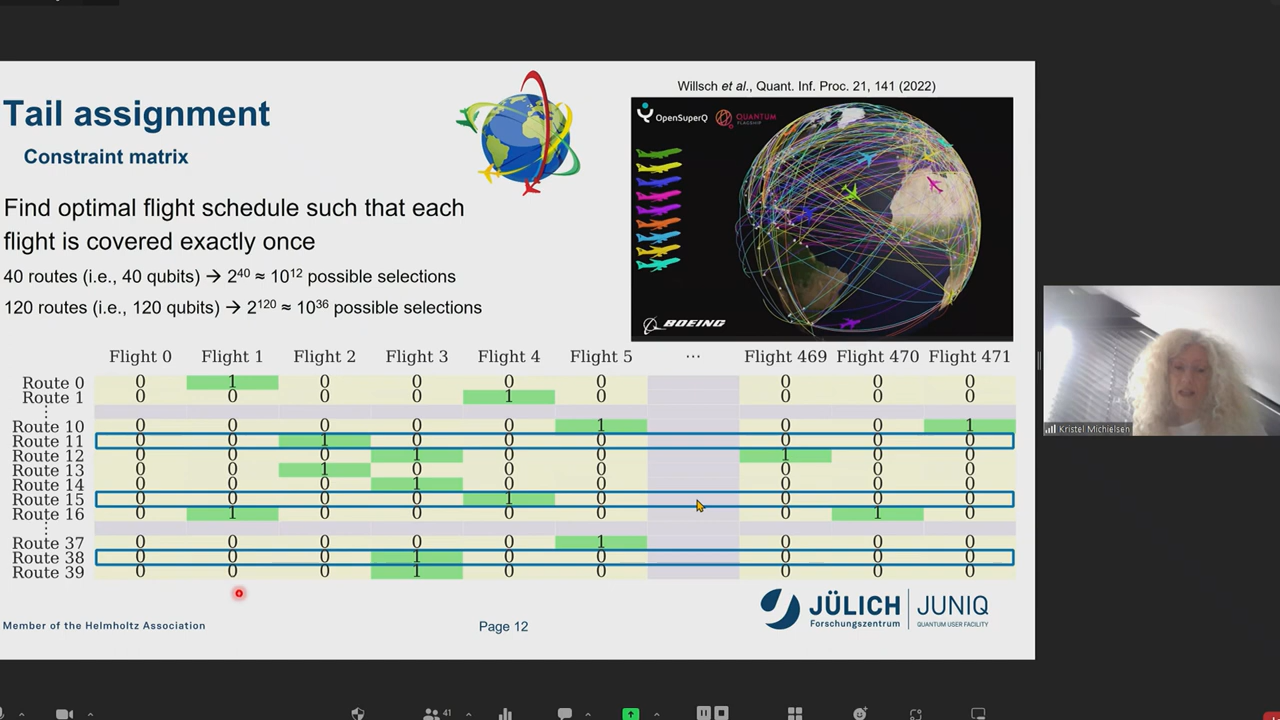 Tail assignment
Constraint matrix
Find optimal flight schedule such that each
flight is covered exactly once
40 routes (i.e., 40 qubits) → 2⁴⁰ ≈ 10¹² possible selections
120 routes (i.e., 120 qubits) → 2¹²⁰ ≈ 10³⁶ possible selections
Willsch et al., Quant. Inf. Proc. 21, 141 (2022)
OpenSuperQ
QUANTUM
FLAGSHIP
BOEING
Flight 0 Flight 1 Flight 2 Flight 3 Flight 4 Flight 5 ⋯ Flight 469 Flight 470 Flight 471
Route 0 0 1 0 0 0 0 0 0 0
Route 1 0 0 0 0 1 0 0 0 0
⋮
Route 10 0 0 0 0 0 1 0 0 1
Route 11 0 0 1 0 0 0 0 0 0
Route 12 0 0 0 1 0 0 1 0 0
Route 13 0 0 1 0 0 0 0 0 0
Route 14 0 0 0 1 0 0 0 0 0
Route 15 0 0 0 0 1 0 0 0 0
Route 16 0 1 0 0 0 0 0 1 0
⋮
Route 37 0 0 0 0 0 1 0 0 0
Route 38 0 0 0 1 0 0 0 0 0
Route 39 0 0 0 1 0 0 0 0 0
Member of the Helmholtz Association
Page 12
JÜLICH
Forschungszentrum
JUNIQ
QUANTUM USER FACILITY
Kristel Michielsen
41